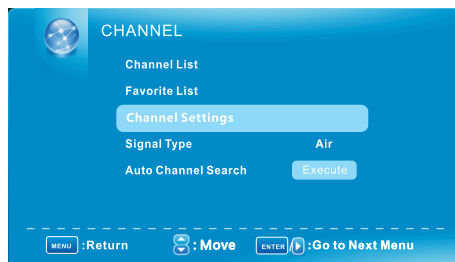 CHANNEL
Channel List
Favorite List
Channel Settings
Signal Type Air
Auto Channel Search Execute
MENU :Return : Move ENTER / :Go to Next Menu